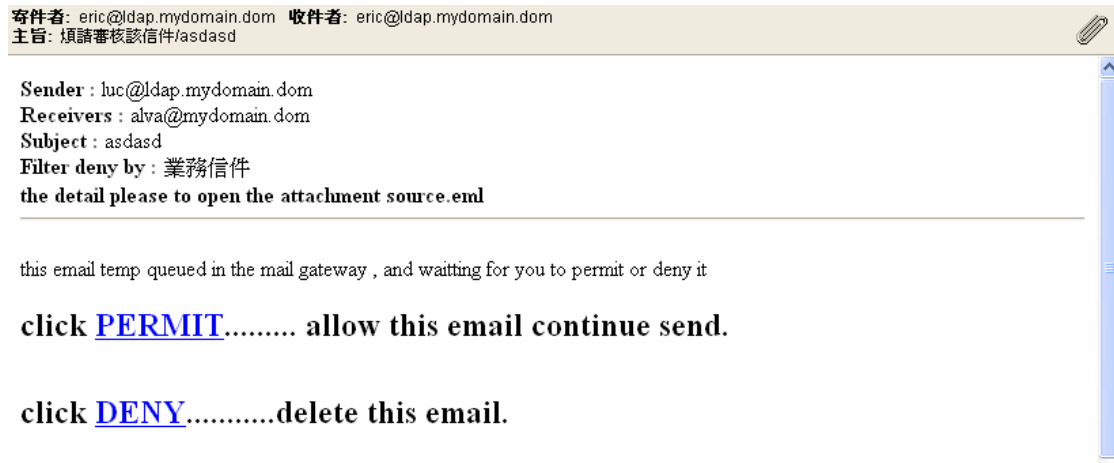 寄件者: eric@ldap.mydomain.dom 收件者: eric@ldap.mydomain.dom
主旨: 煩請審核該信件/asdasd
Sender : luc@ldap.mydomain.dom
Receivers : alva@mydomain.dom
Subject : asdasd
Filter deny by : 業務信件
the detail please to open the attachment source.eml
this email temp queued in the mail gateway , and waitting for you to permit or deny it
click PERMIT......... allow this email continue send.
click DENY...........delete this email.